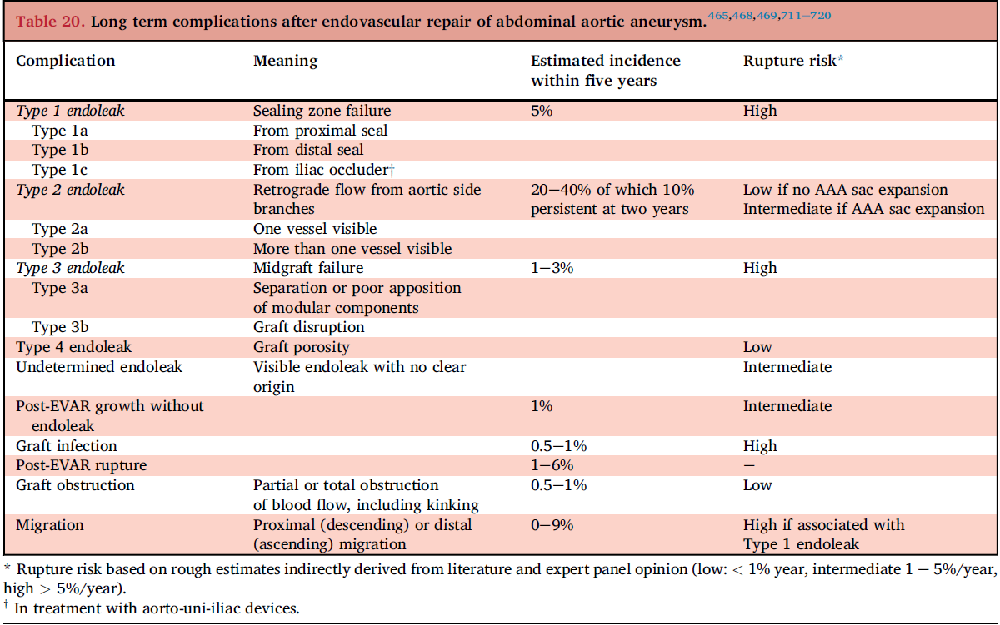 Table 20. Long term complications after endovascular repair of abdominal aortic aneurysm.465,468,469,711–720
Complication Meaning Estimated incidence within five years Rupture risk*
Type 1 endoleak Sealing zone failure 5% High
Type 1a From proximal seal
Type 1b From distal seal
Type 1c From iliac occluder†
Type 2 endoleak Retrograde flow from aortic side 20–40% of which 10% Low if no AAA sac expansion
branches persistent at two years Intermediate if AAA sac expansion
Type 2a One vessel visible
Type 2b More than one vessel visible
Type 3 endoleak Midgraft failure 1–3% High
Type 3a Separation or poor apposition
of modular components
Type 3b Graft disruption
Type 4 endoleak Graft porosity Low
Undetermined endoleak Visible endoleak with no clear Intermediate
origin
Post-EVAR growth without 1% Intermediate
endoleak
Graft infection 0.5–1% High
Post-EVAR rupture 1–6% –
Graft obstruction Partial or total obstruction 0.5–1% Low
of blood flow, including kinking
Migration Proximal (descending) or distal 0–9% High if associated with
(ascending) migration Type 1 endoleak
* Rupture risk based on rough estimates indirectly derived from literature and expert panel opinion (low: < 1% year, intermediate 1 – 5%/year,
high > 5%/year).
† In treatment with aorto-uni-iliac devices.